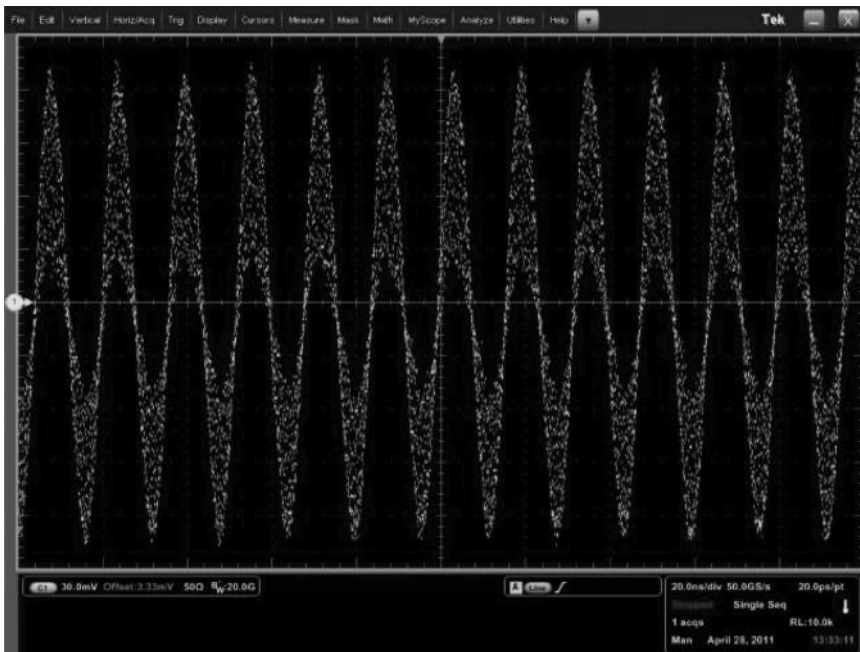 File Edit Vertical Horiz/Acq Trig Display Cursors Measure Mask Math MyScope Analyze Utilities Help Tek X
C1 30.0mV Offset:3.33mV 50Ω BW:20.0G
A Line
20.0ns/div 50.0GS/s 20.0ps/pt
Stopped Single Seq
1 acqs RL:10.0k
Man April 28, 2011 13:33:11